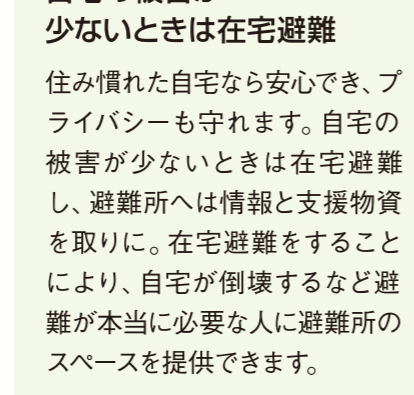 少ないときは在宅避難
住み慣れた自宅なら安心でき、プ
ライバシーも守れます。自宅の
被害が少ないときは在宅避難
し、避難所へは情報と支援物資
を取りに。在宅避難をすること
により、自宅が倒壊するなど避
難が本当に必要な人に避難所の
スペースを提供できます。